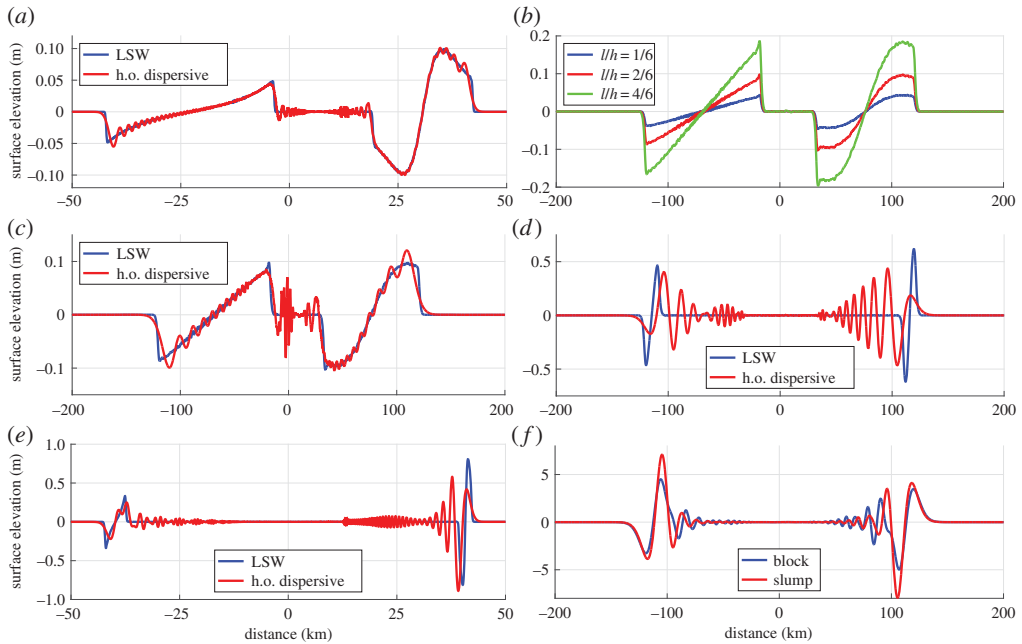 (a)
surface elevation (m)
0.10
0.05
0
−0.05
−0.10
LSW
h.o. dispersive
−50
−25
0
25
50
(b)
0.2
0.1
0
−0.1
0.2
l/h = 1/6
l/h = 2/6
l/h = 4/6
−200
−100
0
100
200
(c)
surface elevation (m)
0.1
0
−0.1
LSW
h.o. dispersive
−200
−100
0
100
200
(d)
0.5
0
−0.5
LSW
h.o. dispersive
−200
−100
0
100
200
(e)
surface elevation (m)
1.0
0.5
0
−0.5
−1.0
LSW
h.o. dispersive
−50
−25
0
25
50
distance (km)
(f)
5
0
−5
block
slump
−200
−100
0
100
200
distance (km)